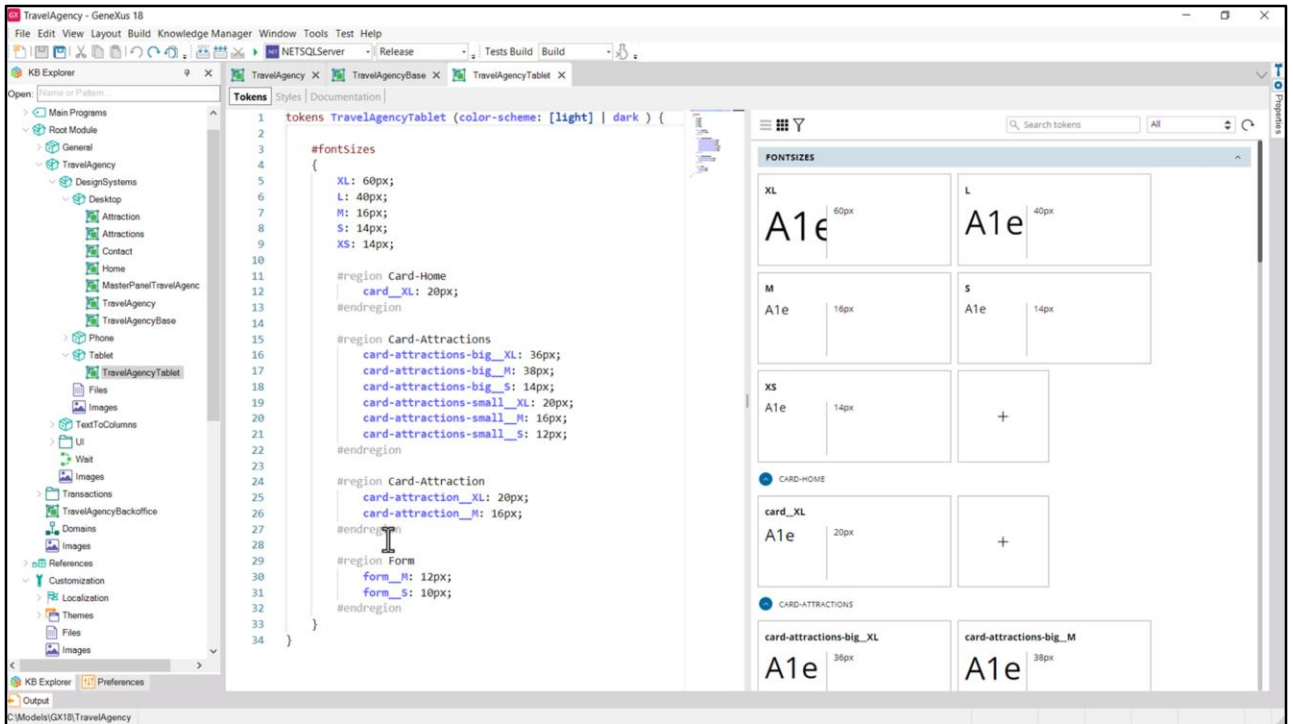 TravelAgency - GeneXus 18
File Edit View Layout Build Knowledge Manager Window Tools Test Help
NETSQLServer Release Tests Build Build
KB Explorer
TravelAgency TravelAgencyBase TravelAgencyTablet
Open: Name or Pattern...
Tokens Styles Documentation
Main Programs
Root Module
General
TravelAgency
DesignSystems
Desktop
Attraction
Attractions
Contact
Home
MasterPanelTravelAgenc
TravelAgency
TravelAgencyBase
Phone
Tablet
TravelAgencyTablet
Files
Images
TextToColumns
UI
Wait
Images
Transactions
TravelAgencyBackoffice
Domains
Images
References
Customization
Localization
Themes
Files
Images
KB Explorer Preferences
Output
C:\Models\GX18\TravelAgency
1 tokens TravelAgencyTablet (color-scheme: [light] | dark ) {
2
3 #fontSizes
4 {
5 XL: 60px;
6 L: 40px;
7 M: 16px;
8 S: 14px;
9 XS: 14px;
10
11 #region Card-Home
12 card__XL: 20px;
13 #endregion
14
15 #region Card-Attractions
16 card-attractions-big__XL: 36px;
17 card-attractions-big__M: 38px;
18 card-attractions-big__S: 14px;
19 card-attractions-small__XL: 20px;
20 card-attractions-small__M: 16px;
21 card-attractions-small__S: 12px;
22 #endregion
23
24 #region Card-Attraction
25 card-attraction__XL: 20px;
26 card-attraction__M: 16px;
27 #endregion
28
29 #region Form
30 form__M: 12px;
31 form__S: 10px;
32 #endregion
33 }
34 }
Search tokens All
FONTSIZES
XL L
A1e 60px A1e 40px
M S
A1e 16px A1e 14px
XS
A1e 14px +
CARD-HOME
card__XL
A1e 20px +
CARD-ATTRACTIONS
card-attractions-big__XL card-attractions-big__M
A1e 36px A1e 38px
Properties